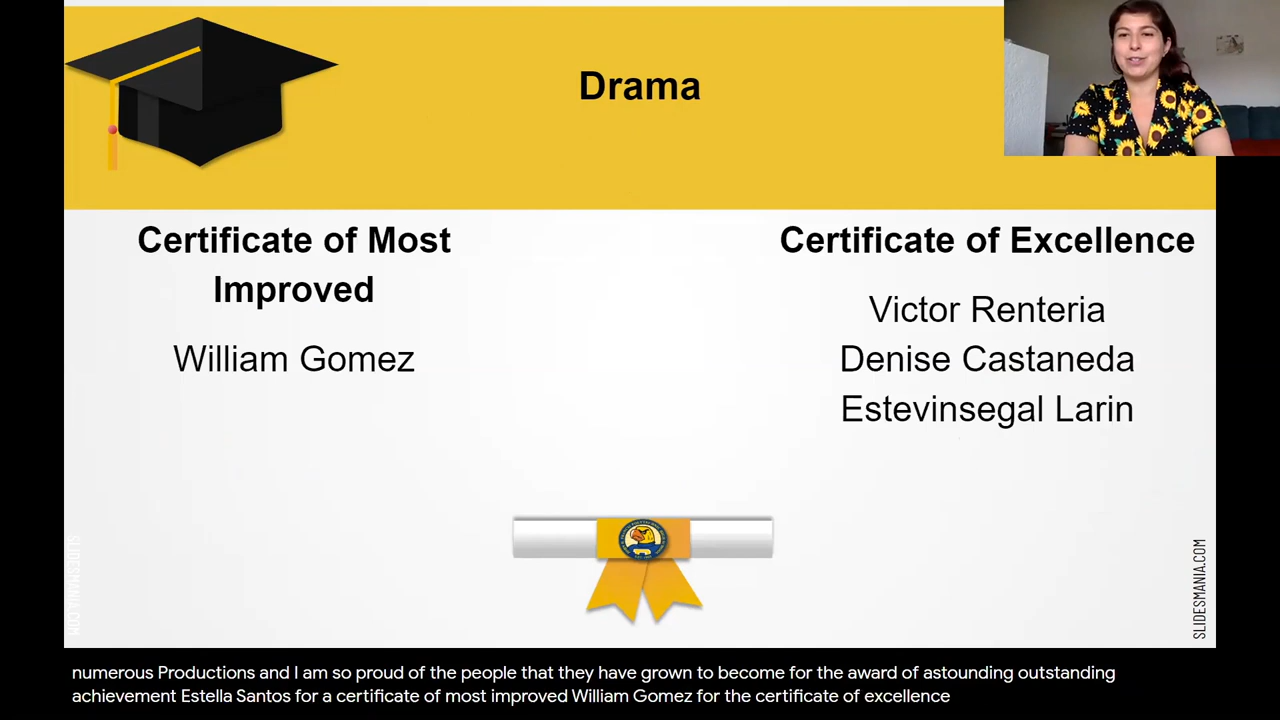 Drama
Certificate of Most
Improved
William Gomez
Certificate of Excellence
Victor Renteria
Denise Castaneda
Estevinsegal Larin
SLIDESMANIA.COM
SLIDESMANIA.COM
numerous Productions and I am so proud of the people that they have grown to become for the award of astounding outstanding
achievement Estella Santos for a certificate of most improved William Gomez for the certificate of excellence